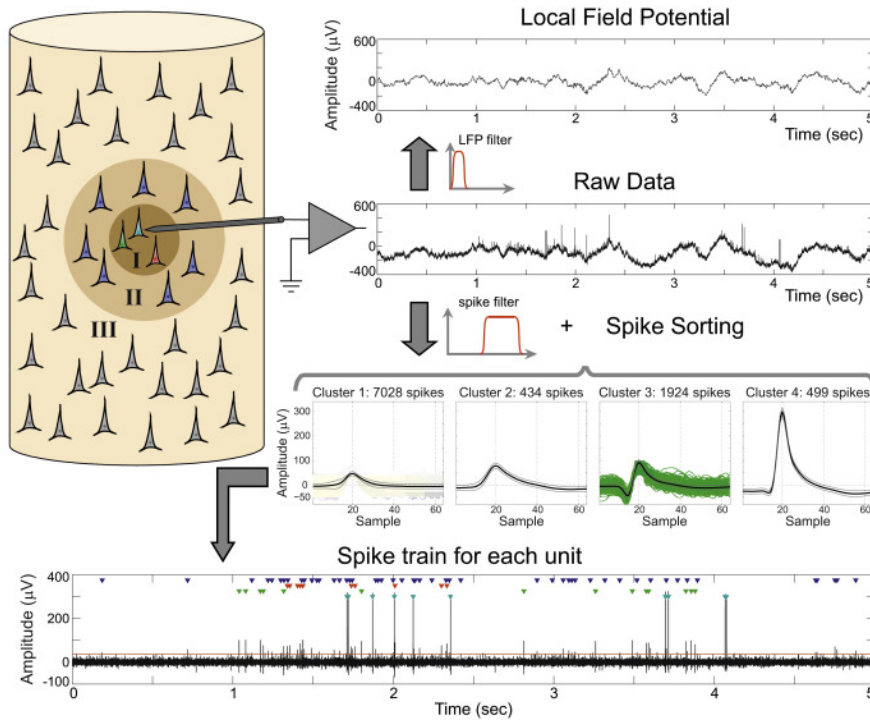 Local Field Potential
Amplitude (μV)
600
0
-400
0 1 2 3 4 5
Time (sec)
LFP filter
Raw Data
600
0
-400
0 1 2 3 4 5
Time (sec)
I
II
III
spike filter
+ Spike Sorting
Cluster 1: 7028 spikes Cluster 2: 434 spikes Cluster 3: 1924 spikes Cluster 4: 499 spikes
Amplitude (μV)
300
200
100
0
-50
20 40 60 20 40 60 20 40 60 20 40 60
Sample Sample Sample Sample
Spike train for each unit
Amplitude (μV)
400
200
0
-100
0 1 2 3 4 5
Time (sec)